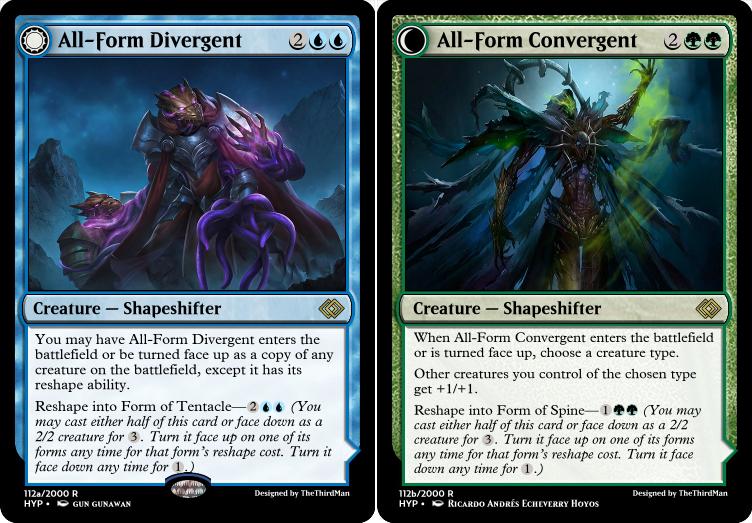 All-Form Divergent 2
You may have All-Form Divergent enters the
battlefield or be turned face up as a copy of any
creature on the battlefield, except it has its
reshape ability.
Creature — Shapeshifter
Reshape into Form of Tentacle—2 (You may
cast either half of this card or face down as a
2/2 creature for 3. Turn it face up on one of its
forms any time for that form's reshape cost. Turn it
face down any time for 1.)
112a/2000 R
HYP • GUN GUNAWAN
Designed by TheThirdMan
All-Form Convergent 2
Creature — Shapeshifter
When All-Form Convergent enters the battlefield
or is turned face up, choose a creature type.
Other creatures you control of the chosen type
get +1/+1.
Reshape into Form of Spine—1 (You may
cast either half of this card or face down as a
2/2 creature for 3. Turn it face up on one of its
forms any time for that form's reshape cost. Turn it
face down any time for 1.)
112b/2000 R
HYP • RICARDO ANDRÉS ECHEVERRY HOYOS
Designed by TheThirdMan